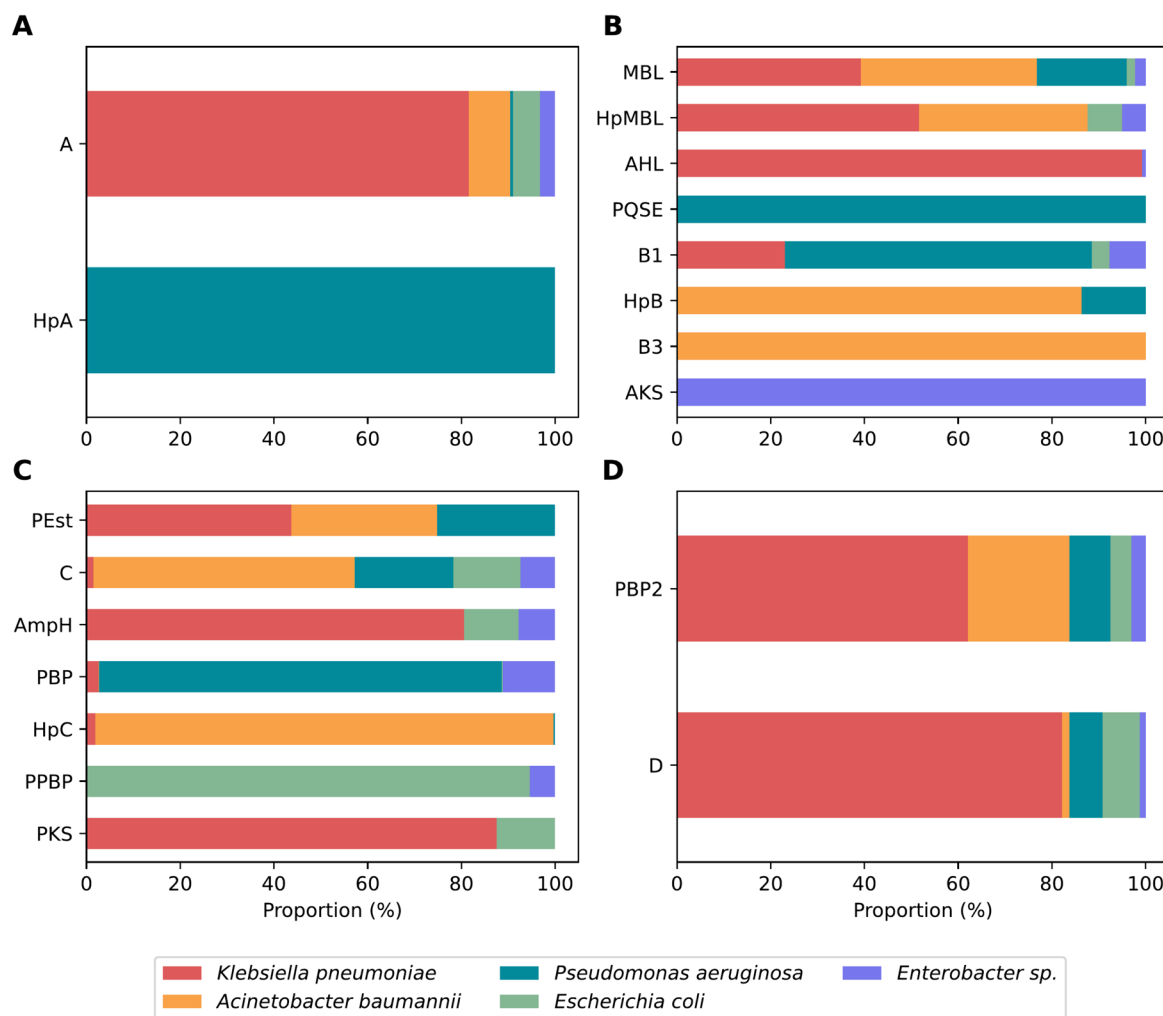 A
A
HpA
0 20 40 60 80 100
B
MBL
HpMBL
AHL
PQSE
B1
HpB
B3
AKS
0 20 40 60 80 100
C
PEst
C
AmpH
PBP
HpC
PPBP
PKS
0 20 40 60 80 100
Proportion (%)
D
PBP2
D
0 20 40 60 80 100
Proportion (%)
Klebsiella pneumoniae
Acinetobacter baumannii
Pseudomonas aeruginosa
Escherichia coli
Enterobacter sp.